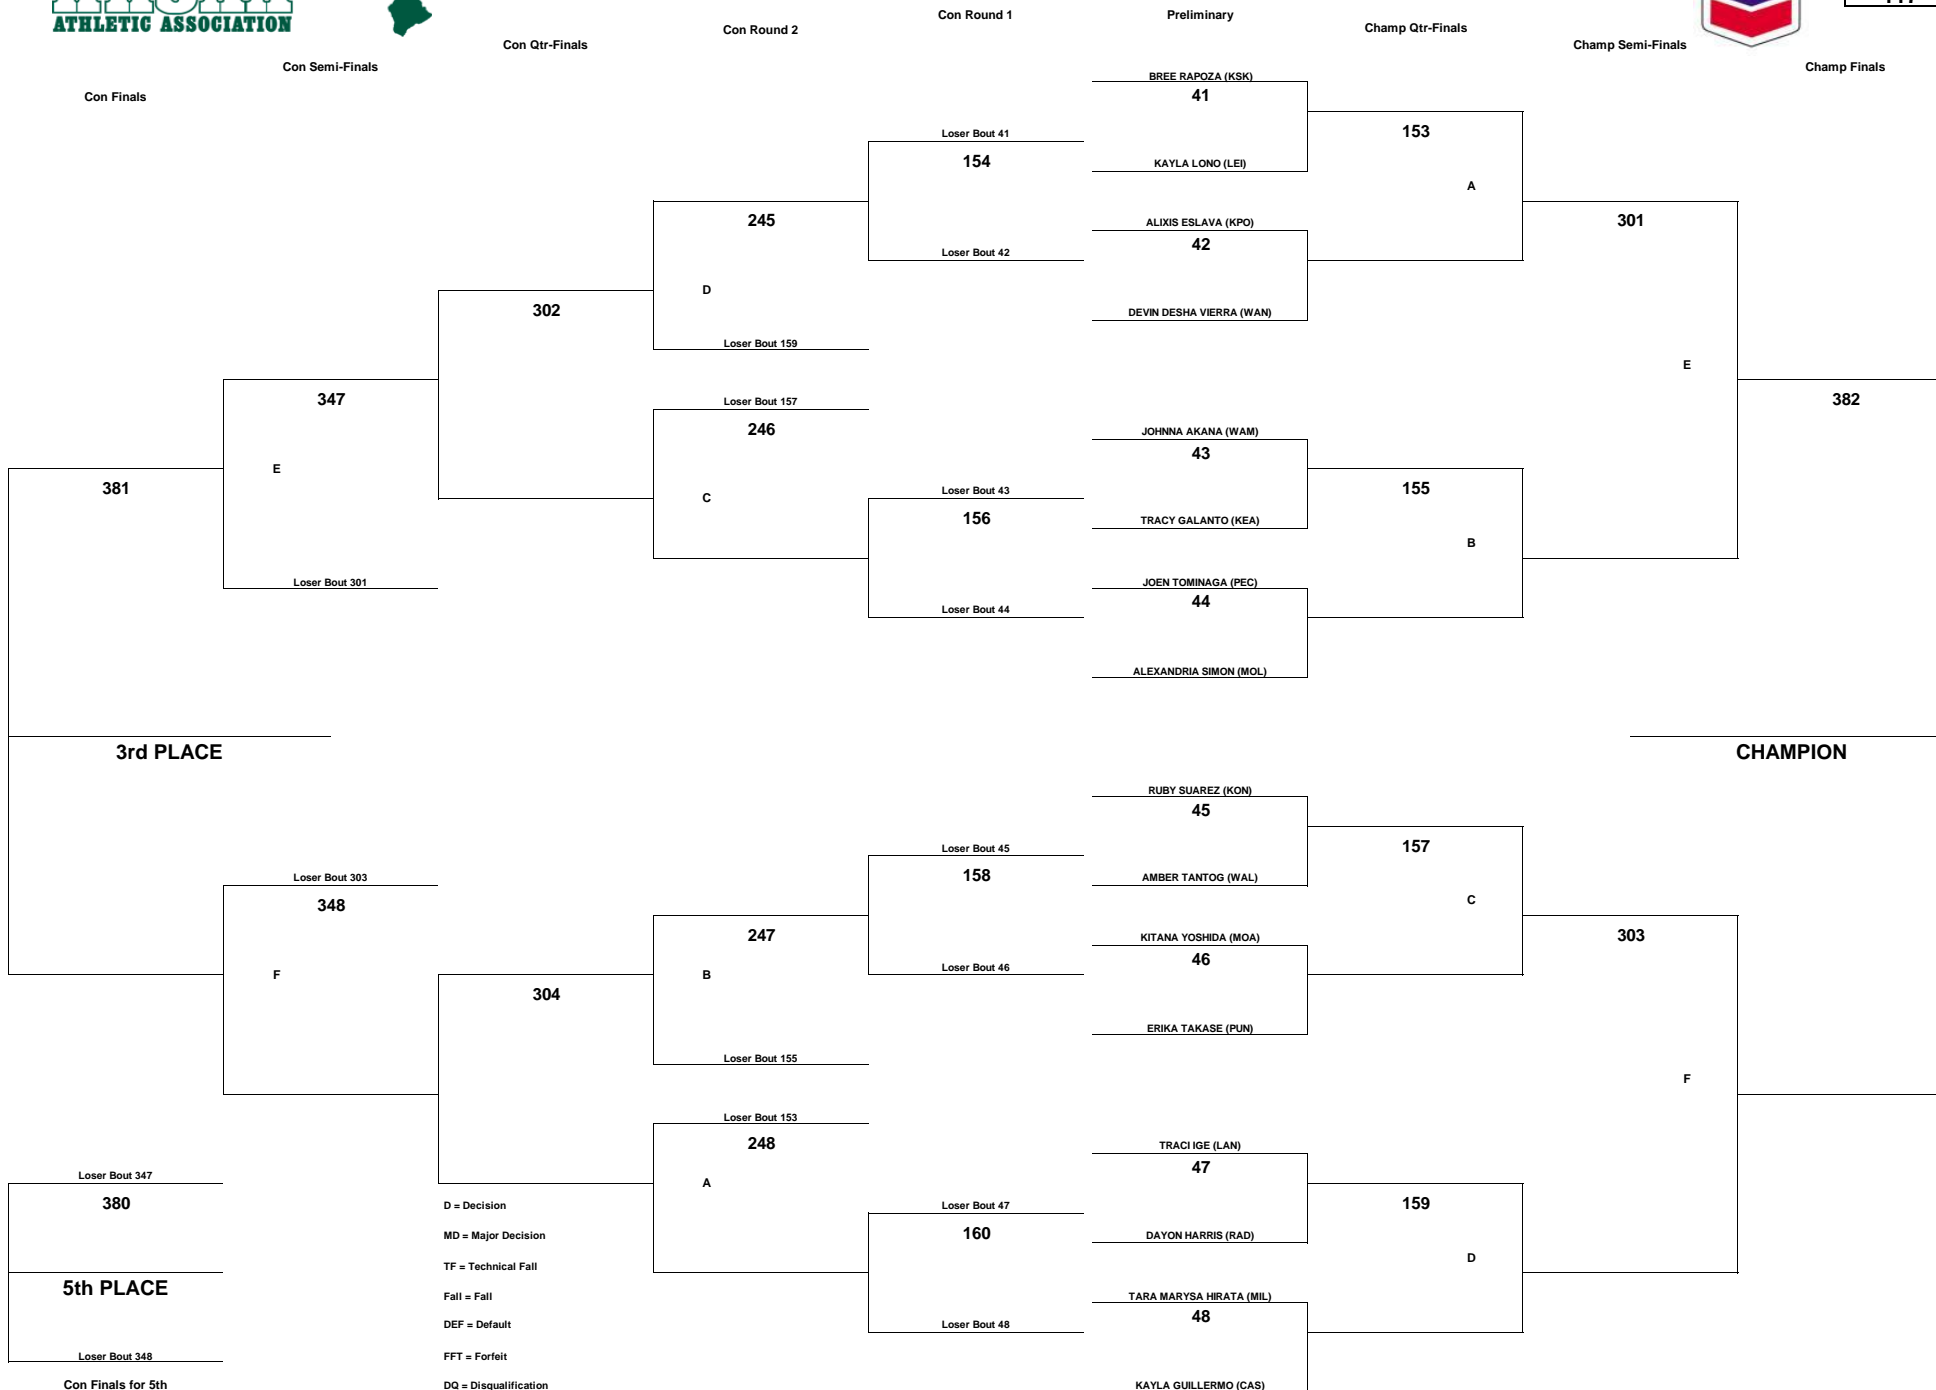 ATHLETIC ASSOCIATION
Con Round 1
Preliminary
Con Round 2
Champ Qtr-Finals
Con Qtr-Finals
Champ Semi-Finals
Con Semi-Finals
Champ Finals
Con Finals
BREE RAPOZA (KSK)
41
Loser Bout 41
153
154
KAYLA LONO (LEI)
A
245
ALIXIS ESLAVA (KPO)
301
42
Loser Bout 42
D
302
DEVIN DESHA VIERRA (WAN)
Loser Bout 159
E
347
Loser Bout 157
382
246
JOHNNA AKANA (WAM)
43
E
381
C
Loser Bout 43
155
156
TRACY GALANTO (KEA)
B
Loser Bout 301
JOEN TOMINAGA (PEC)
44
Loser Bout 44
ALEXANDRIA SIMON (MOL)
3rd PLACE
CHAMPION
RUBY SUAREZ (KON)
45
Loser Bout 45
157
Loser Bout 303
158
AMBER TANTOG (WAL)
348
C
247
KITANA YOSHIDA (MOA)
303
46
Loser Bout 46
F
B
304
ERIKA TAKASE (PUN)
Loser Bout 155
F
Loser Bout 153
248
TRACI IGE (LAN)
47
Loser Bout 347
A
380
D = Decision
Loser Bout 47
159
MD = Major Decision
160
DAYON HARRIS (RAD)
D
TF = Technical Fall
5th PLACE
Fall = Fall
TARA MARYSA HIRATA (MIL)
48
DEF = Default
Loser Bout 48
Loser Bout 348
FFT = Forfeit
Con Finals for 5th
DQ = Disqualification
KAYLA GUILLERMO (CAS)